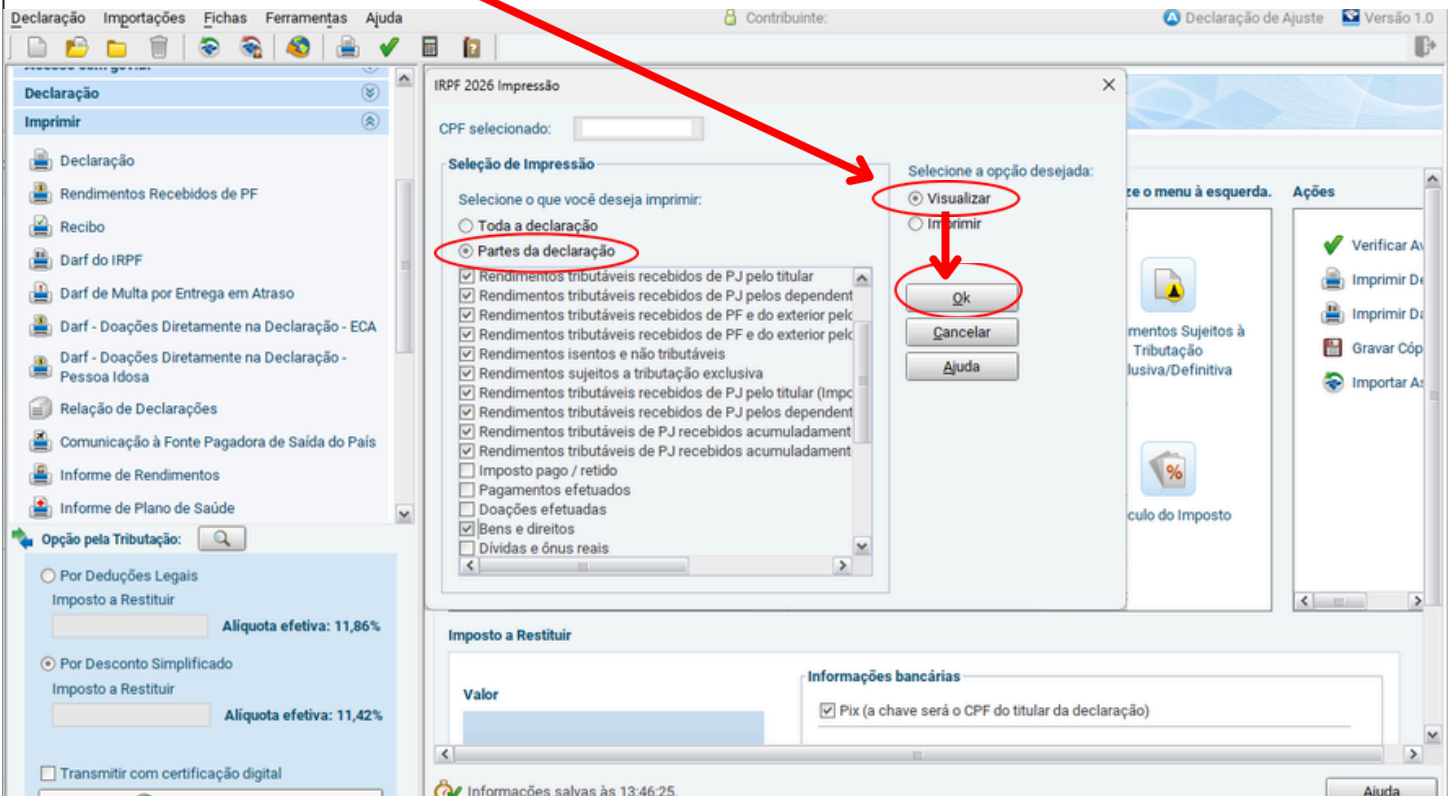 Declaração Importações Fichas Ferramentas Ajuda
Contribuinte:
Declaração de Ajuste Versão 1.0
Declaração
Imprimir
Declaração
Rendimentos Recebidos de PF
Recibo
Darf do IRPF
Darf de Multa por Entrega em Atraso
Darf - Doações Diretamente na Declaração - ECA
Darf - Doações Diretamente na Declaração -
Pessoa Idosa
Relação de Declarações
Comunicação à Fonte Pagadora de Saída do País
Informe de Rendimentos
Informe de Plano de Saúde
Opção pela Tributação:
Por Deduções Legais
Imposto a Restituir
Alíquota efetiva: 11,86%
Por Desconto Simplificado
Imposto a Restituir
Alíquota efetiva: 11,42%
Transmitir com certificação digital
IRPF 2026 Impressão
CPF selecionado:
Seleção de Impressão
Selecione o que você deseja imprimir:
Toda a declaração
Partes da declaração
Rendimentos tributáveis recebidos de PJ pelo titular
Rendimentos tributáveis recebidos de PJ pelos dependent
Rendimentos tributáveis recebidos de PF e do exterior pelo
Rendimentos tributáveis recebidos de PF e do exterior pelo
Rendimentos isentos e não tributáveis
Rendimentos sujeitos a tributação exclusiva
Rendimentos tributáveis recebidos de PJ pelo titular (Impo
Rendimentos tributáveis recebidos de PJ pelos dependent
Rendimentos tributáveis de PJ recebidos acumuladament
Rendimentos tributáveis de PJ recebidos acumuladament
Imposto pago / retido
Pagamentos efetuados
Doações efetuadas
Bens e direitos
Dívidas e ônus reais
Selecione a opção desejada:
Visualizar
Imprimir
Ok
Cancelar
Ajuda
ze o menu à esquerda.
mentos Sujeitos à
Tributação
lusiva/Definitiva
culo do Imposto
Ações
Verificar Av
Imprimir De
Imprimir Da
Gravar Cóp
Importar As
Imposto a Restituir
Valor
Informações bancárias
Pix (a chave será o CPF do titular da declaração)
Informações salvas às 13:46:25.
Ajuda